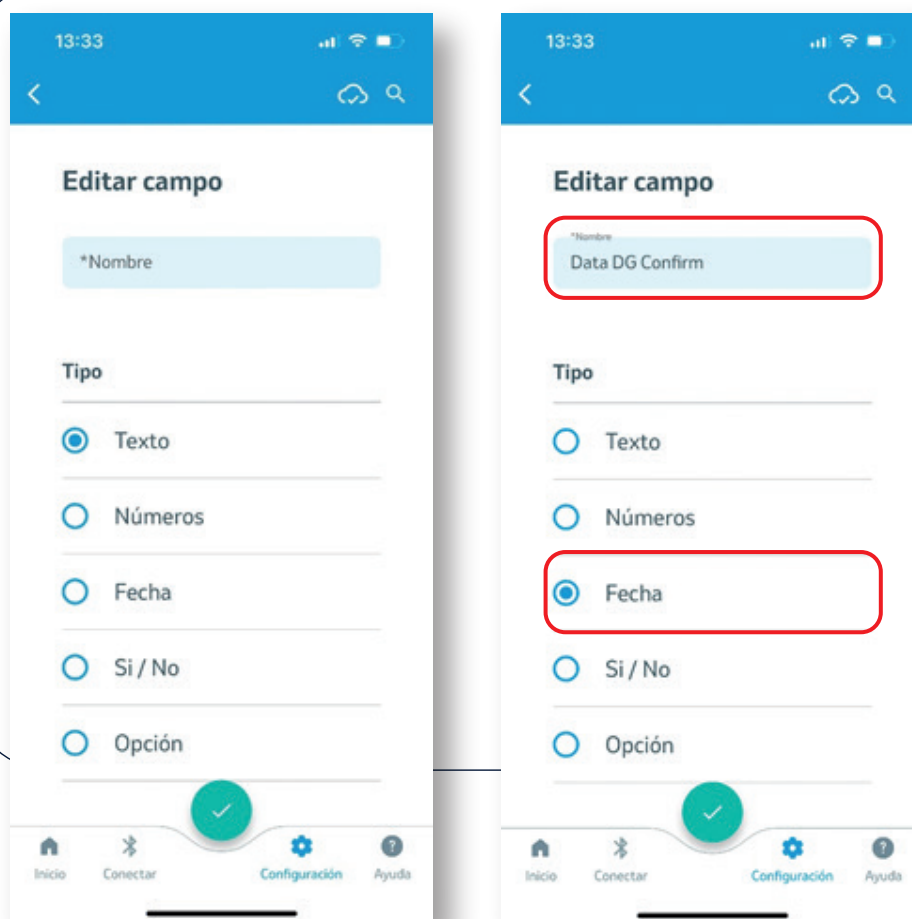 13:33
Editar campo
*Nombre
Tipo
Texto
Números
Fecha
Si / No
Opción
Inicio
Conectar
Configuración
Ayuda
13:33
Editar campo
*Nombre
Data DG Confirm
Tipo
Texto
Números
Fecha
Si / No
Opción
Inicio
Conectar
Configuración
Ayuda